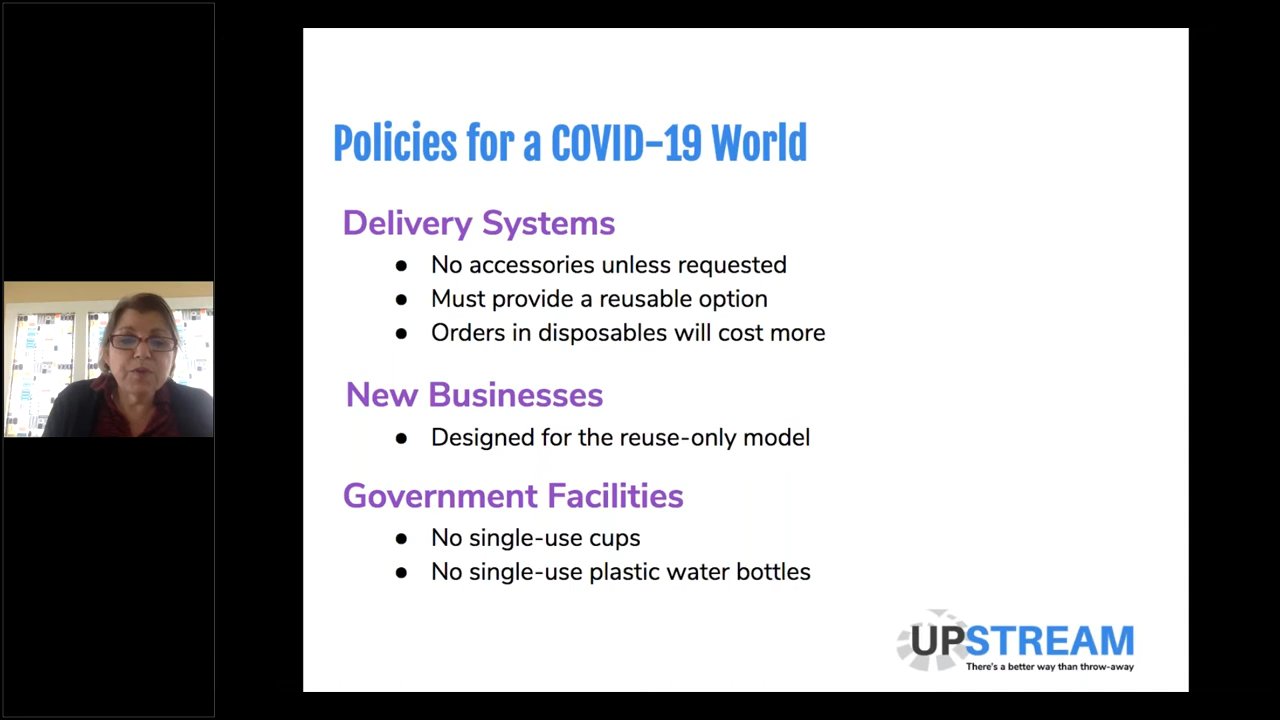 Policies for a COVID-19 World
Delivery Systems
● No accessories unless requested
● Must provide a reusable option
● Orders in disposables will cost more
New Businesses
● Designed for the reuse-only model
Government Facilities
● No single-use cups
● No single-use plastic water bottles
UPSTREAM
There's a better way than throw-away